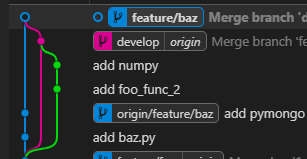 feature/baz Merge branch 'd
develop origin Merge branch 'fe
add numpy
add foo_func_2
origin/feature/baz add pymongo
add baz.py